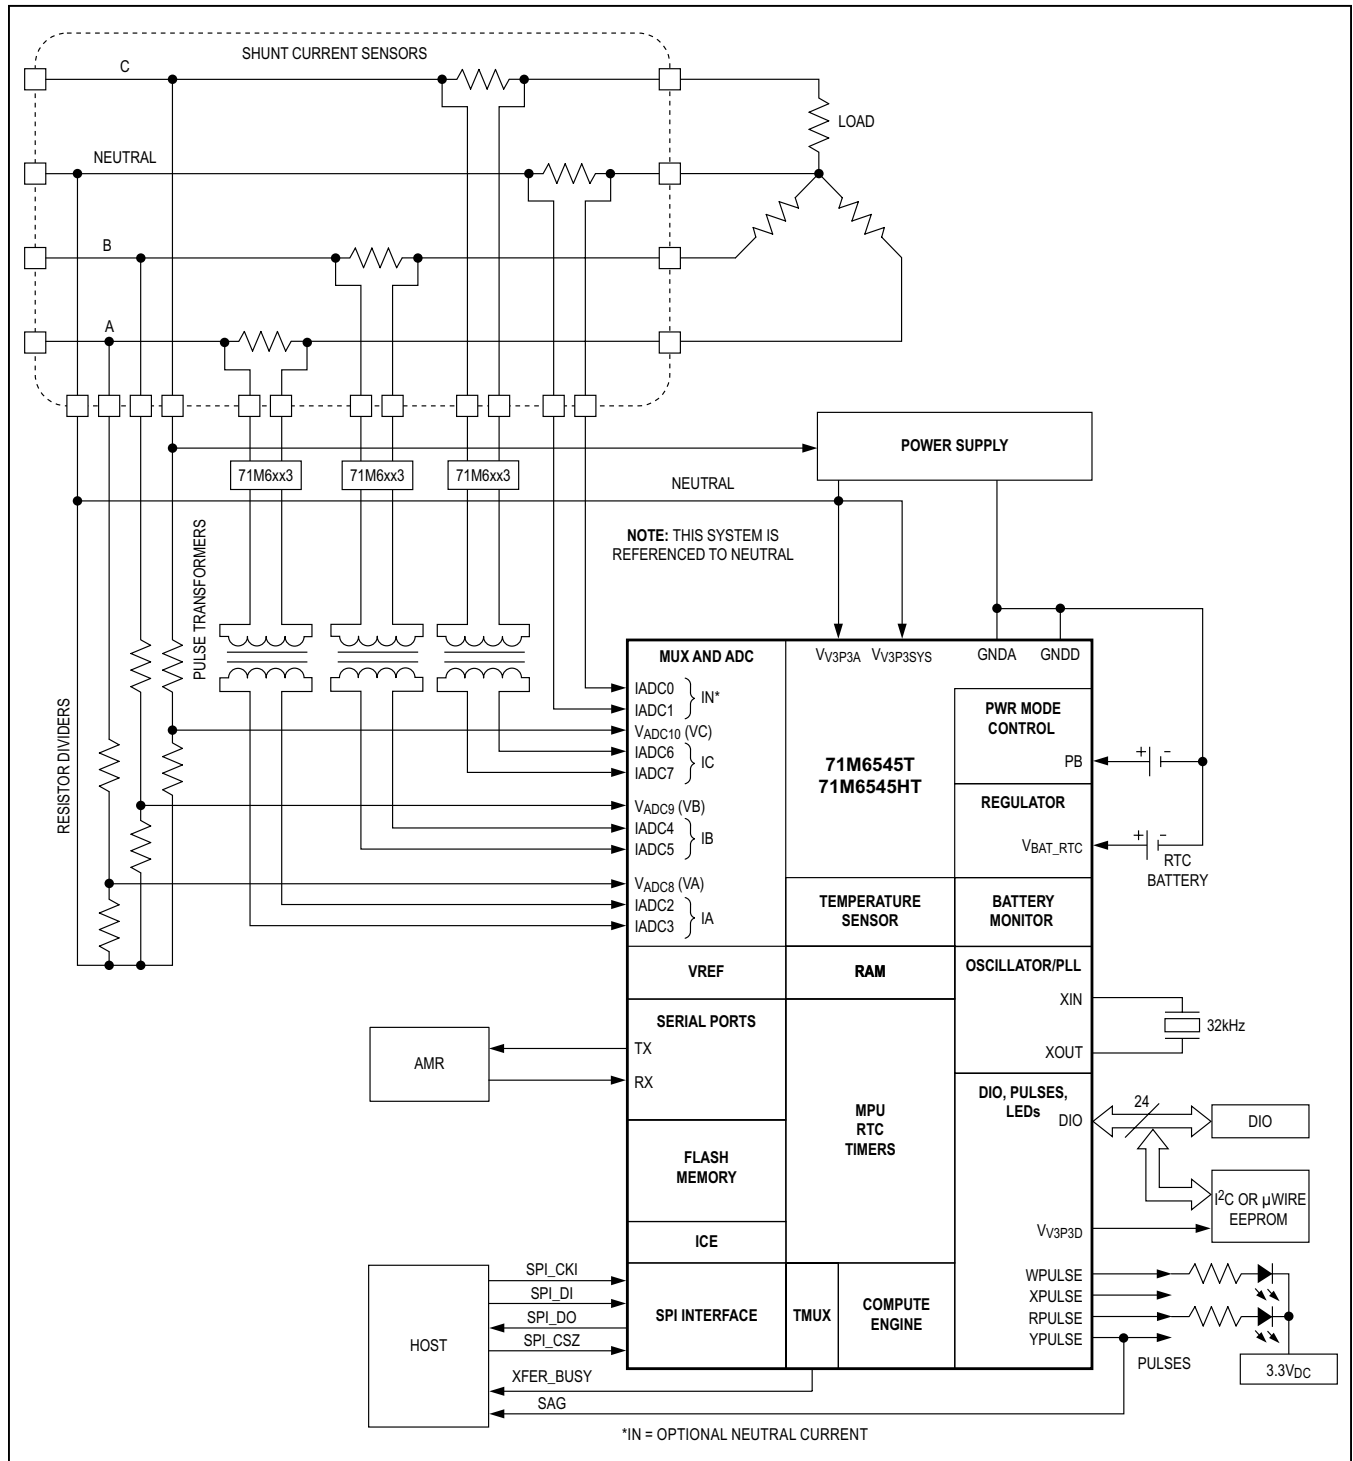 SHUNT CURRENT SENSORS
C
LOAD
NEUTRAL
B
A
POWER SUPPLY
71M6xx3
71M6xx3
71M6xx3
NEUTRAL
NOTE: THIS SYSTEM IS
REFERENCED TO NEUTRAL
PULSE TRANSFORMERS
RESISTOR DIVIDERS
MUX AND ADC
VV3P3A
VV3P3SYS
GNDA
GNDD
IADC0
IADC1
IN*
VADC10 (VC)
IADC6
IADC7
IC
VADC9 (VB)
IADC4
IADC5
IB
VADC8 (VA)
IADC2
IADC3
IA
71M6545T
71M6545HT
PWR MODE
CONTROL
PB
+ -
REGULATOR
VBAT_RTC
+ -
RTC
BATTERY
TEMPERATURE
SENSOR
BATTERY
MONITOR
VREF
RAM
OSCILLATOR/PLL
XIN
XOUT
32kHz
SERIAL PORTS
TX
RX
AMR
MPU
RTC
TIMERS
DIO, PULSES,
LEDs
DIO
24
DIO
FLASH
MEMORY
I2C OR µWIRE
EEPROM
VV3P3D
ICE
SPI_CKI
SPI_DI
SPI_DO
SPI_CSZ
HOST
SPI INTERFACE
TMUX
COMPUTE
ENGINE
WPULSE
XPULSE
RPULSE
YPULSE
PULSES
3.3VDC
XFER_BUSY
SAG
*IN = OPTIONAL NEUTRAL CURRENT